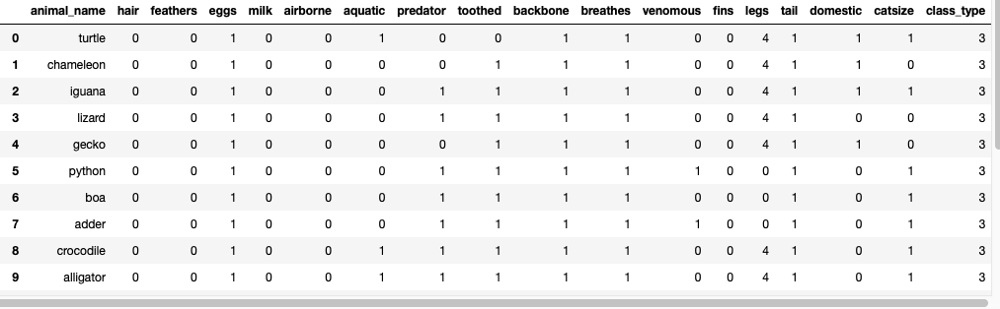 animal_name hair feathers eggs milk airborne aquatic predator toothed backbone breathes venomous fins legs tail domestic catsize class_type
0 turtle 0 0 1 0 0 1 0 0 1 1 0 0 4 1 1 1 3
1 chameleon 0 0 1 0 0 0 0 1 1 1 0 0 4 1 1 0 3
2 iguana 0 0 1 0 0 0 1 1 1 1 0 0 4 1 1 1 3
3 lizard 0 0 1 0 0 0 1 1 1 1 0 0 4 1 0 0 3
4 gecko 0 0 1 0 0 0 0 1 1 1 0 0 4 1 1 0 3
5 python 0 0 1 0 0 0 1 1 1 1 1 0 0 1 0 1 3
6 boa 0 0 1 0 0 0 1 1 1 1 0 0 0 1 0 1 3
7 adder 0 0 1 0 0 0 1 1 1 1 1 0 0 1 0 1 3
8 crocodile 0 0 1 0 0 1 1 1 1 1 0 0 4 1 0 1 3
9 alligator 0 0 1 0 0 1 1 1 1 1 0 0 4 1 0 1 3